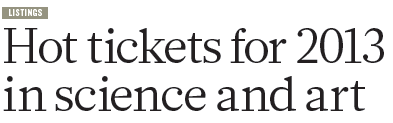 LISTINGS
Hot tickets for 2013
in science and art